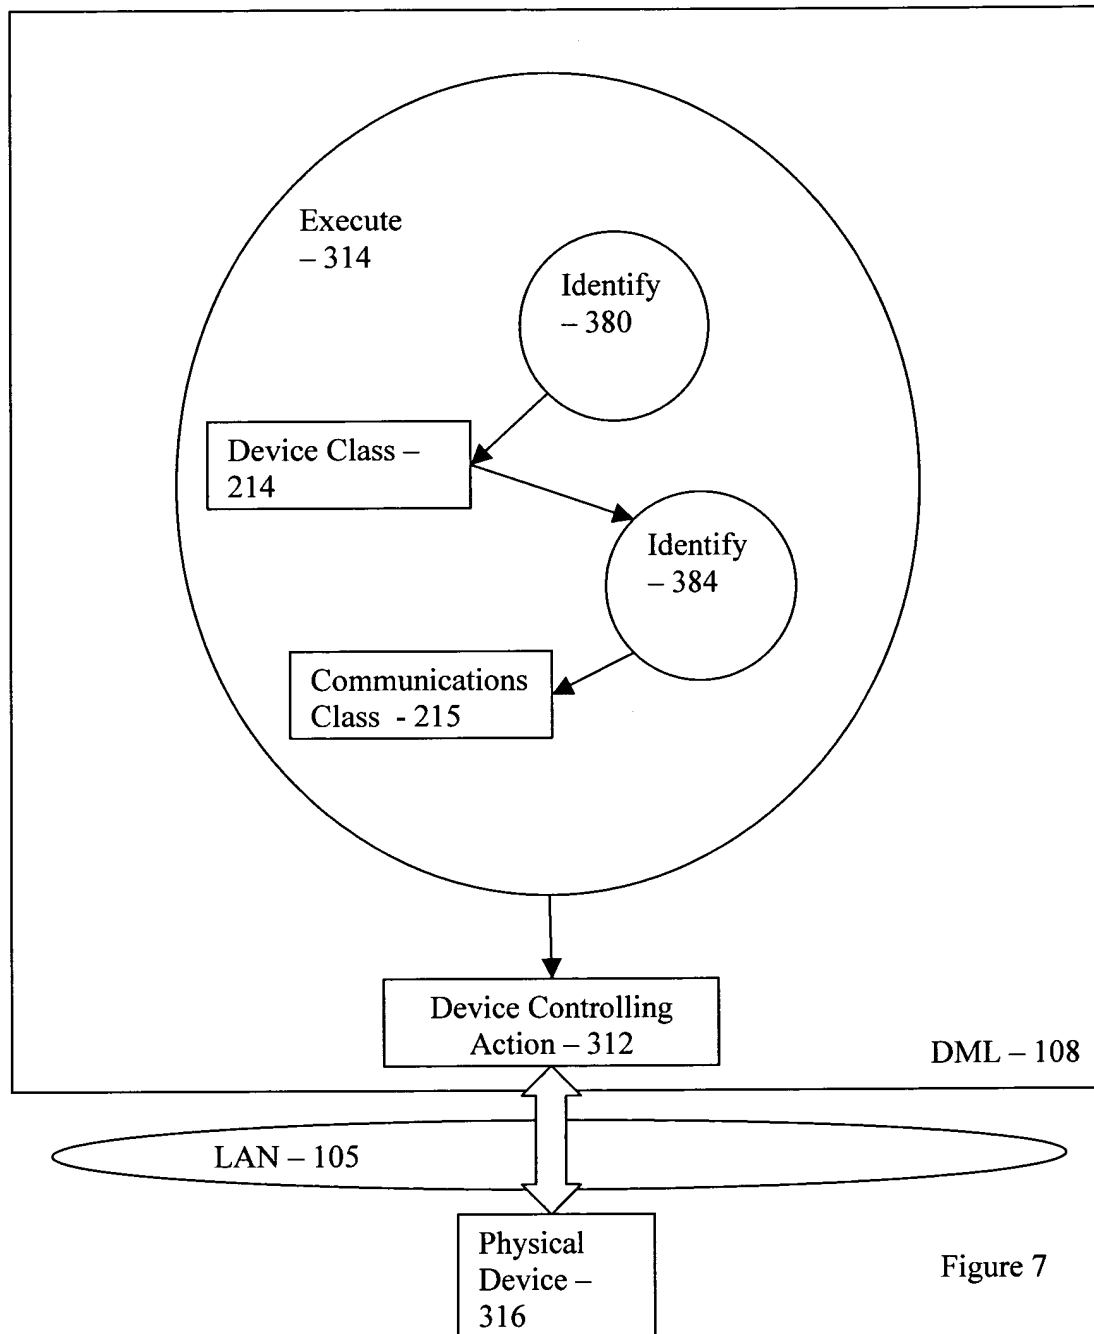 Execute
– 314
Identify
– 380
Device Class –
214
Identify
– 384
Communications
Class - 215
Device Controlling
Action – 312
DML – 108
LAN – 105
Physical
Device –
316
Figure 7